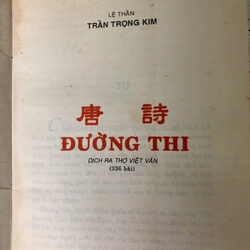 LỆ THẦN
TRẦN TRỌNG KIM
唐 詩
ĐƯỜNG THI
DỊCH RA THƠ VIỆT VĂN
(336 bài)